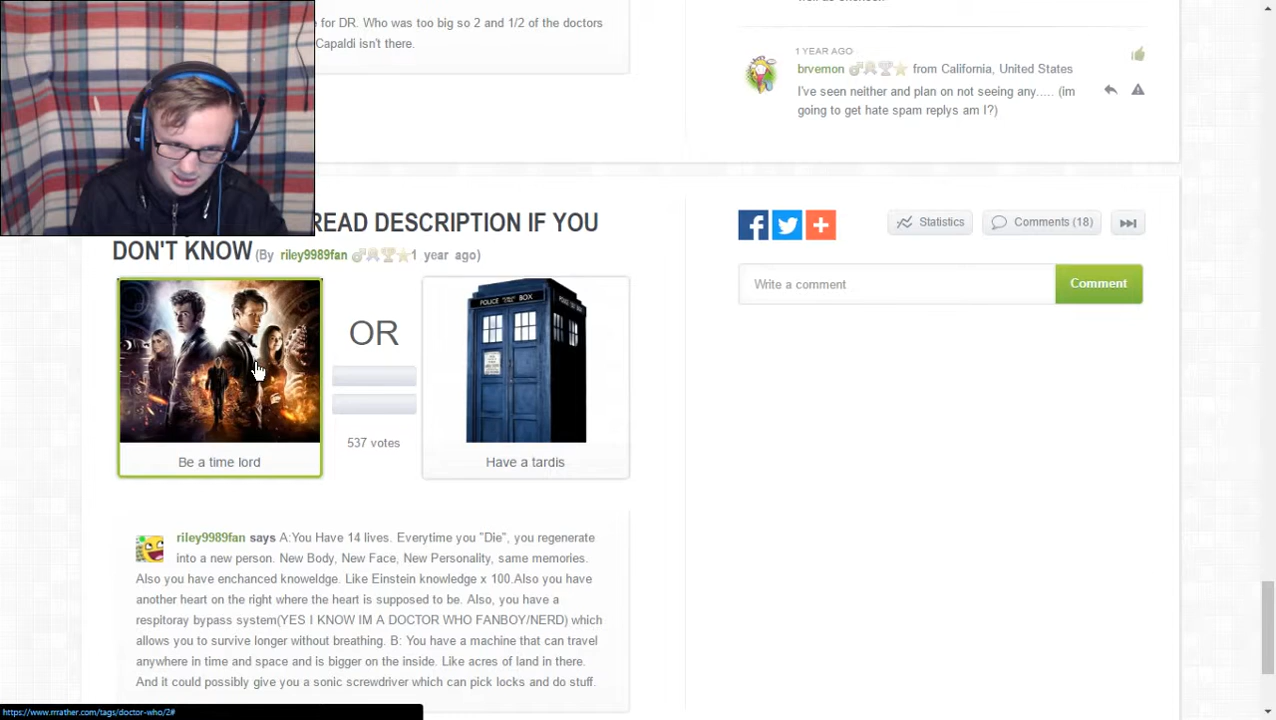 e for DR. Who was too big so 2 and 1/2 of the doctors
Capaldi isn't there.
1 YEAR AGO
brvemon from California, United States
I've seen neither and plan on not seeing any..... (im
going to get hate spam replys am I?)
READ DESCRIPTION IF YOU
DON'T KNOW (By riley9989fan 1 year ago)
POLICE BOX
OR
537 votes
Be a time lord
Have a tardis
Statistics
Comments (18)
Write a comment
Comment
riley9989fan says A:You Have 14 lives. Everytime you "Die", you regenerate
into a new person. New Body, New Face, New Personality, same memories.
Also you have enchanced knoweldge. Like Einstein knowledge x 100.Also you have
another heart on the right where the heart is supposed to be. Also, you have a
respitoray bypass system(YES I KNOW IM A DOCTOR WHO FANBOY/NERD) which
allows you to survive longer without breathing. B: You have a machine that can travel
anywhere in time and space and is bigger on the inside. Like acres of land in there.
And it could possibly give you a sonic screwdriver which can pick locks and do stuff.
https://www.rrrather.com/tags/doctor-who/2#